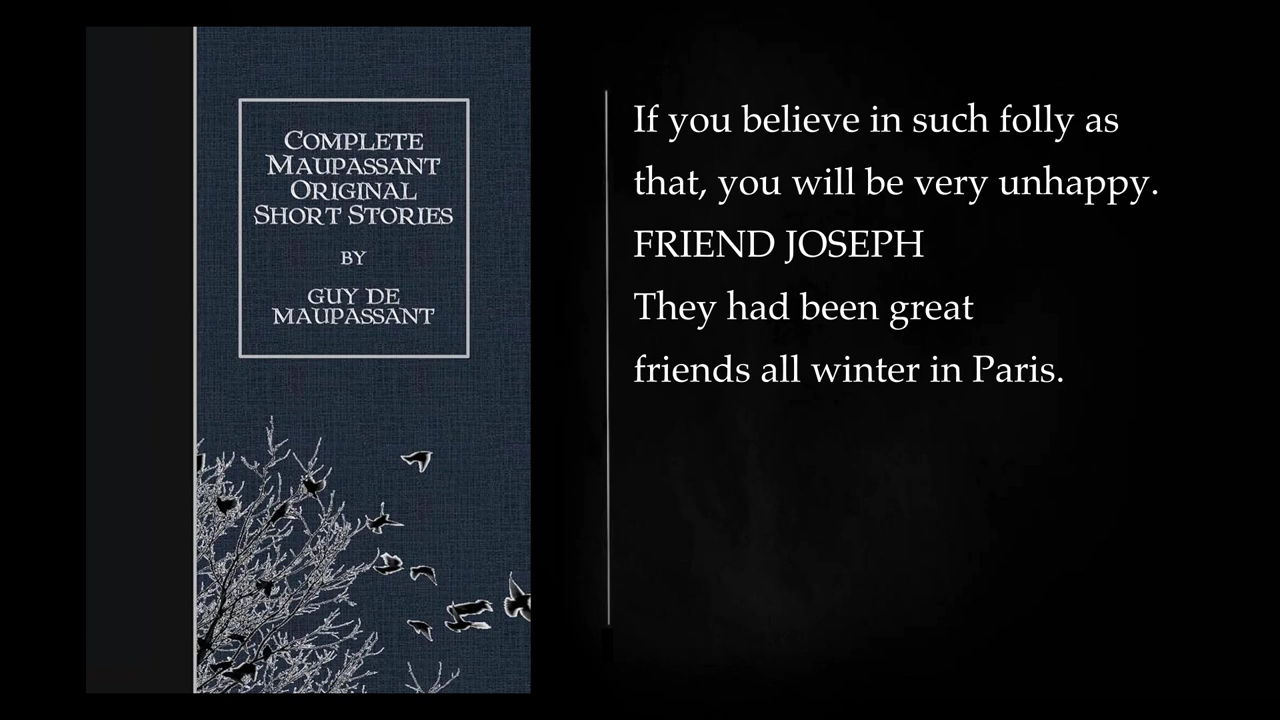 COMPLETE
MAUPASSANT
ORIGINAL
SHORT STORIES
BY
GUY DE
MAUPASSANT
If you believe in such folly as
that, you will be very unhappy.
FRIEND JOSEPH
They had been great
friends all winter in Paris.